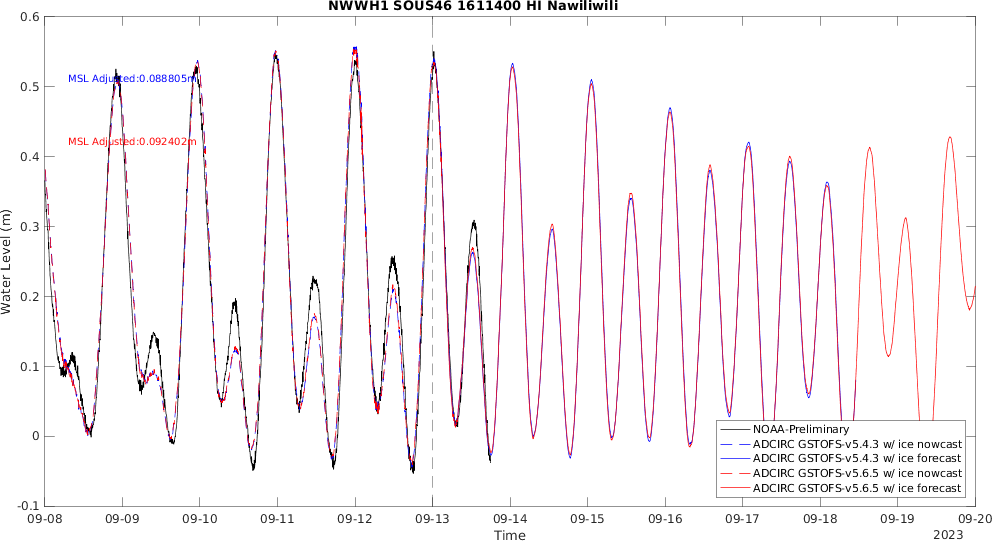 NWWH1 SOUS46 1611400 HI Nawiliwili
0.6
0.5
0.4
0.3
0.2
0.1
0
-0.1
Water Level (m)
MSL Adjusted:0.088805m
MSL Adjusted:0.092402m
NOAA-Preliminary
ADCIRC GSTOFS-v5.4.3 w/ ice nowcast
ADCIRC GSTOFS-v5.4.3 w/ ice forecast
ADCIRC GSTOFS-v5.6.5 w/ ice nowcast
ADCIRC GSTOFS-v5.6.5 w/ ice forecast
09-08 09-09 09-10 09-11 09-12 09-13 09-14 09-15 09-16 09-17 09-18 09-19 09-20
Time
2023